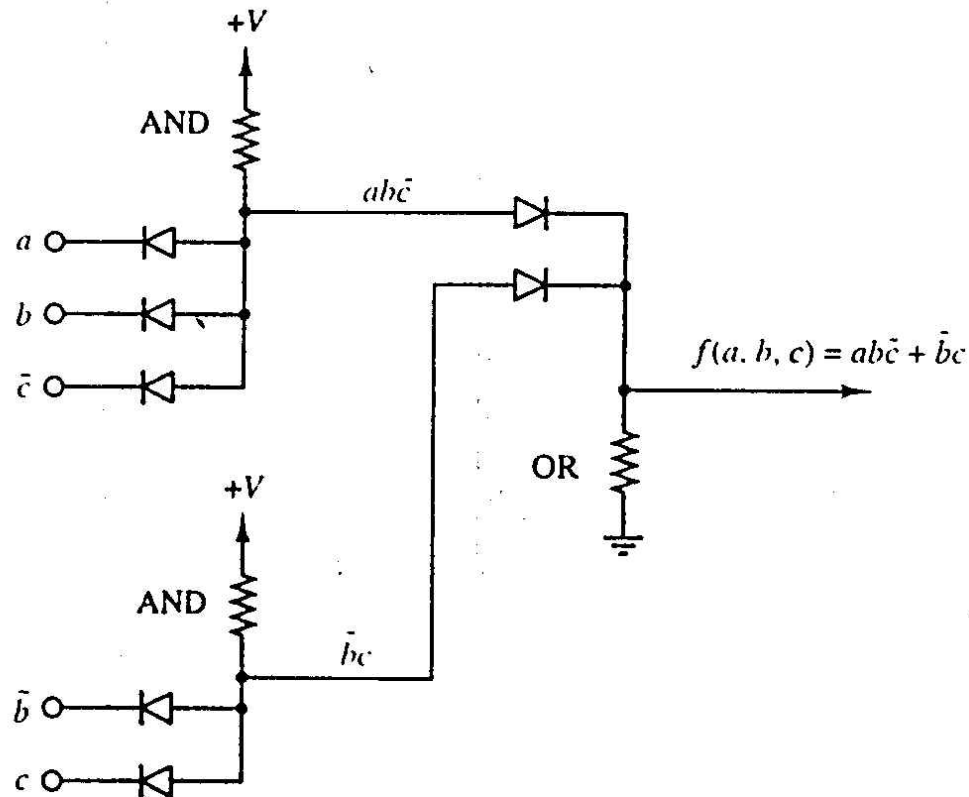 +V
AND
abc̄
a
b
c̄
f(a. b, c) = abc̄ + b̄c
OR
+V
AND
b̄c
b̄
c